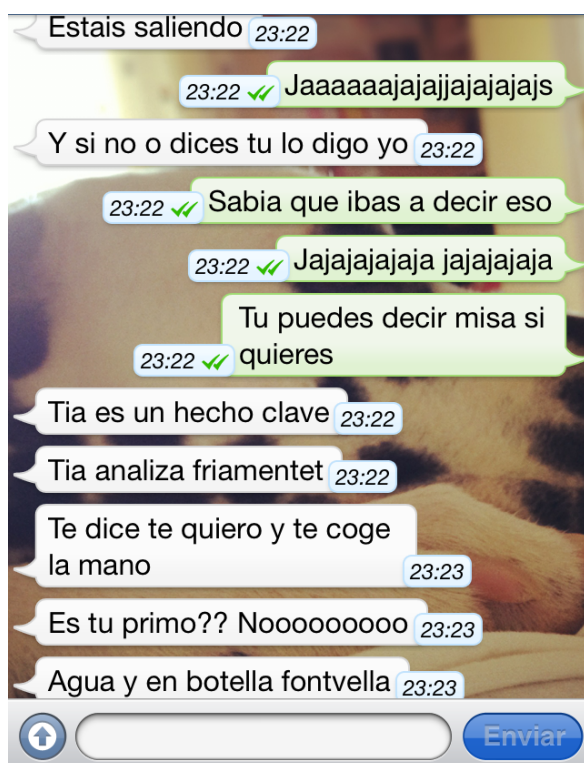 Estais saliendo 23:22
23:22 Jaaaaaajajajjajajajajs
Y si no o dices tu lo digo yo 23:22
23:22 Sabia que ibas a decir eso
23:22 Jajajajajaja jajajajaja
Tu puedes decir misa si
23:22 quieres
Tia es un hecho clave 23:22
Tia analiza friamentet 23:22
Te dice te quiero y te coge
la mano 23:23
Es tu primo?? Nooooooooo 23:23
Agua y en botella fontvella 23:23
Enviar